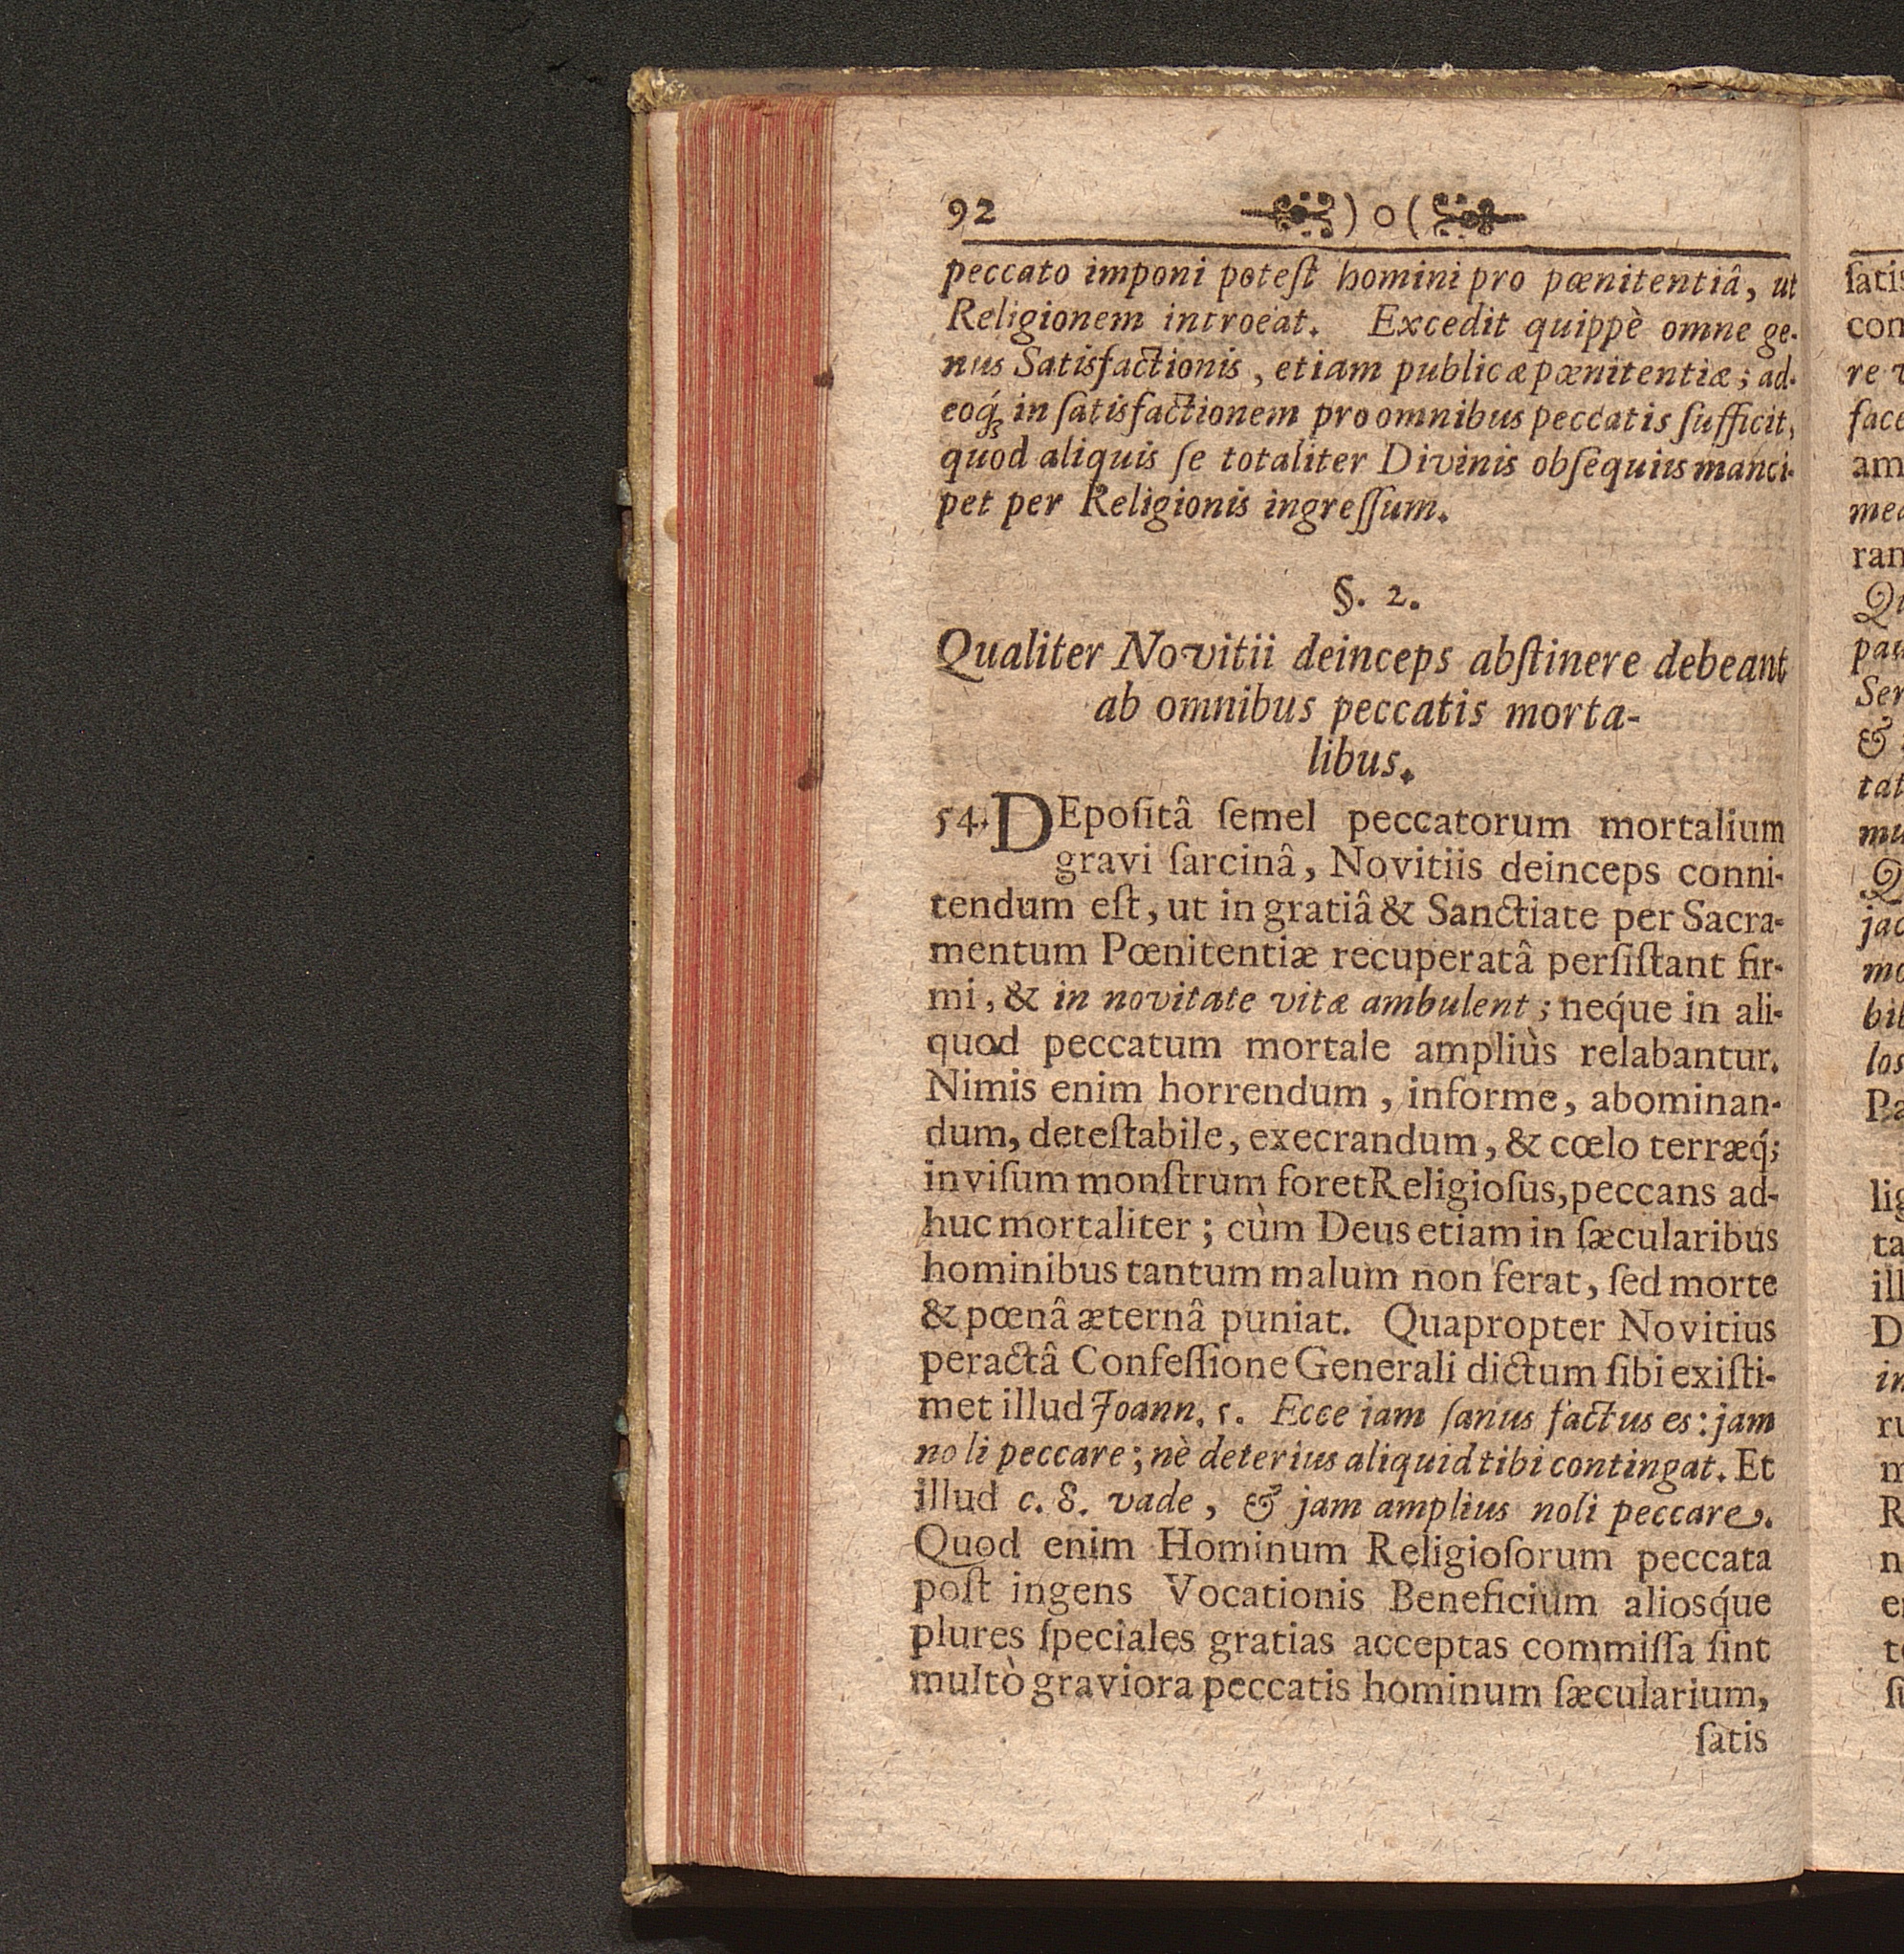 92 ) o (
peccato imponi poteſt homini pro pœnitentiâ, ut
Religionem introeat. Excedit quippè omne ge-
nus Satisfactionis, etiam publicæ pœnitentiæ; ad-
eoq́; in ſatisfactionem pro omnibus peccatis ſufficit,
quod aliquis ſe totaliter Divinis obſequiis manci-
pet per Religionis ingreſſum.
§. 2.
Qualiter Novitii deinceps abſtinere debeant
ab omnibus peccatis morta-
libus.
54. DEpoſitâ ſemel peccatorum mortalium
gravi ſarcinâ, Novitiis deinceps conni-
tendum eſt, ut in gratiâ & Sanctiate per Sacra-
mentum Pœnitentiæ recuperatâ perſiſtant fir-
mi, & in novitate vitæ ambulent; neq́ue in ali-
quod peccatum mortale ampliùs relabantur.
Nimis enim horrendum, informe, abominan-
dum, deteſtabile, execrandum, & cœlo terræq́;
inviſum monſtrum foret Religioſus, peccans ad-
huc mortaliter; cùm Deus etiam in ſæcularibus
hominibus tantum malum non ferat, ſed morte
& pœnâ æternâ puniat. Quapropter Novitius
peractâ Confeſſione Generali dictum ſibi exiſti-
met illud Joann. 5. Ecce iam ſanus factus es: jam
noli peccare; nè deterius aliquid tibi contingat. Et
illud c. 8. vade, & jam amplius noli peccare.
Quod enim Hominum Religioſorum peccata
poſt ingens Vocationis Beneficium aliosq́ue
plures ſpeciales gratias acceptas commiſſa ſint
multò graviora peccatis hominum ſæcularium,
ſatis